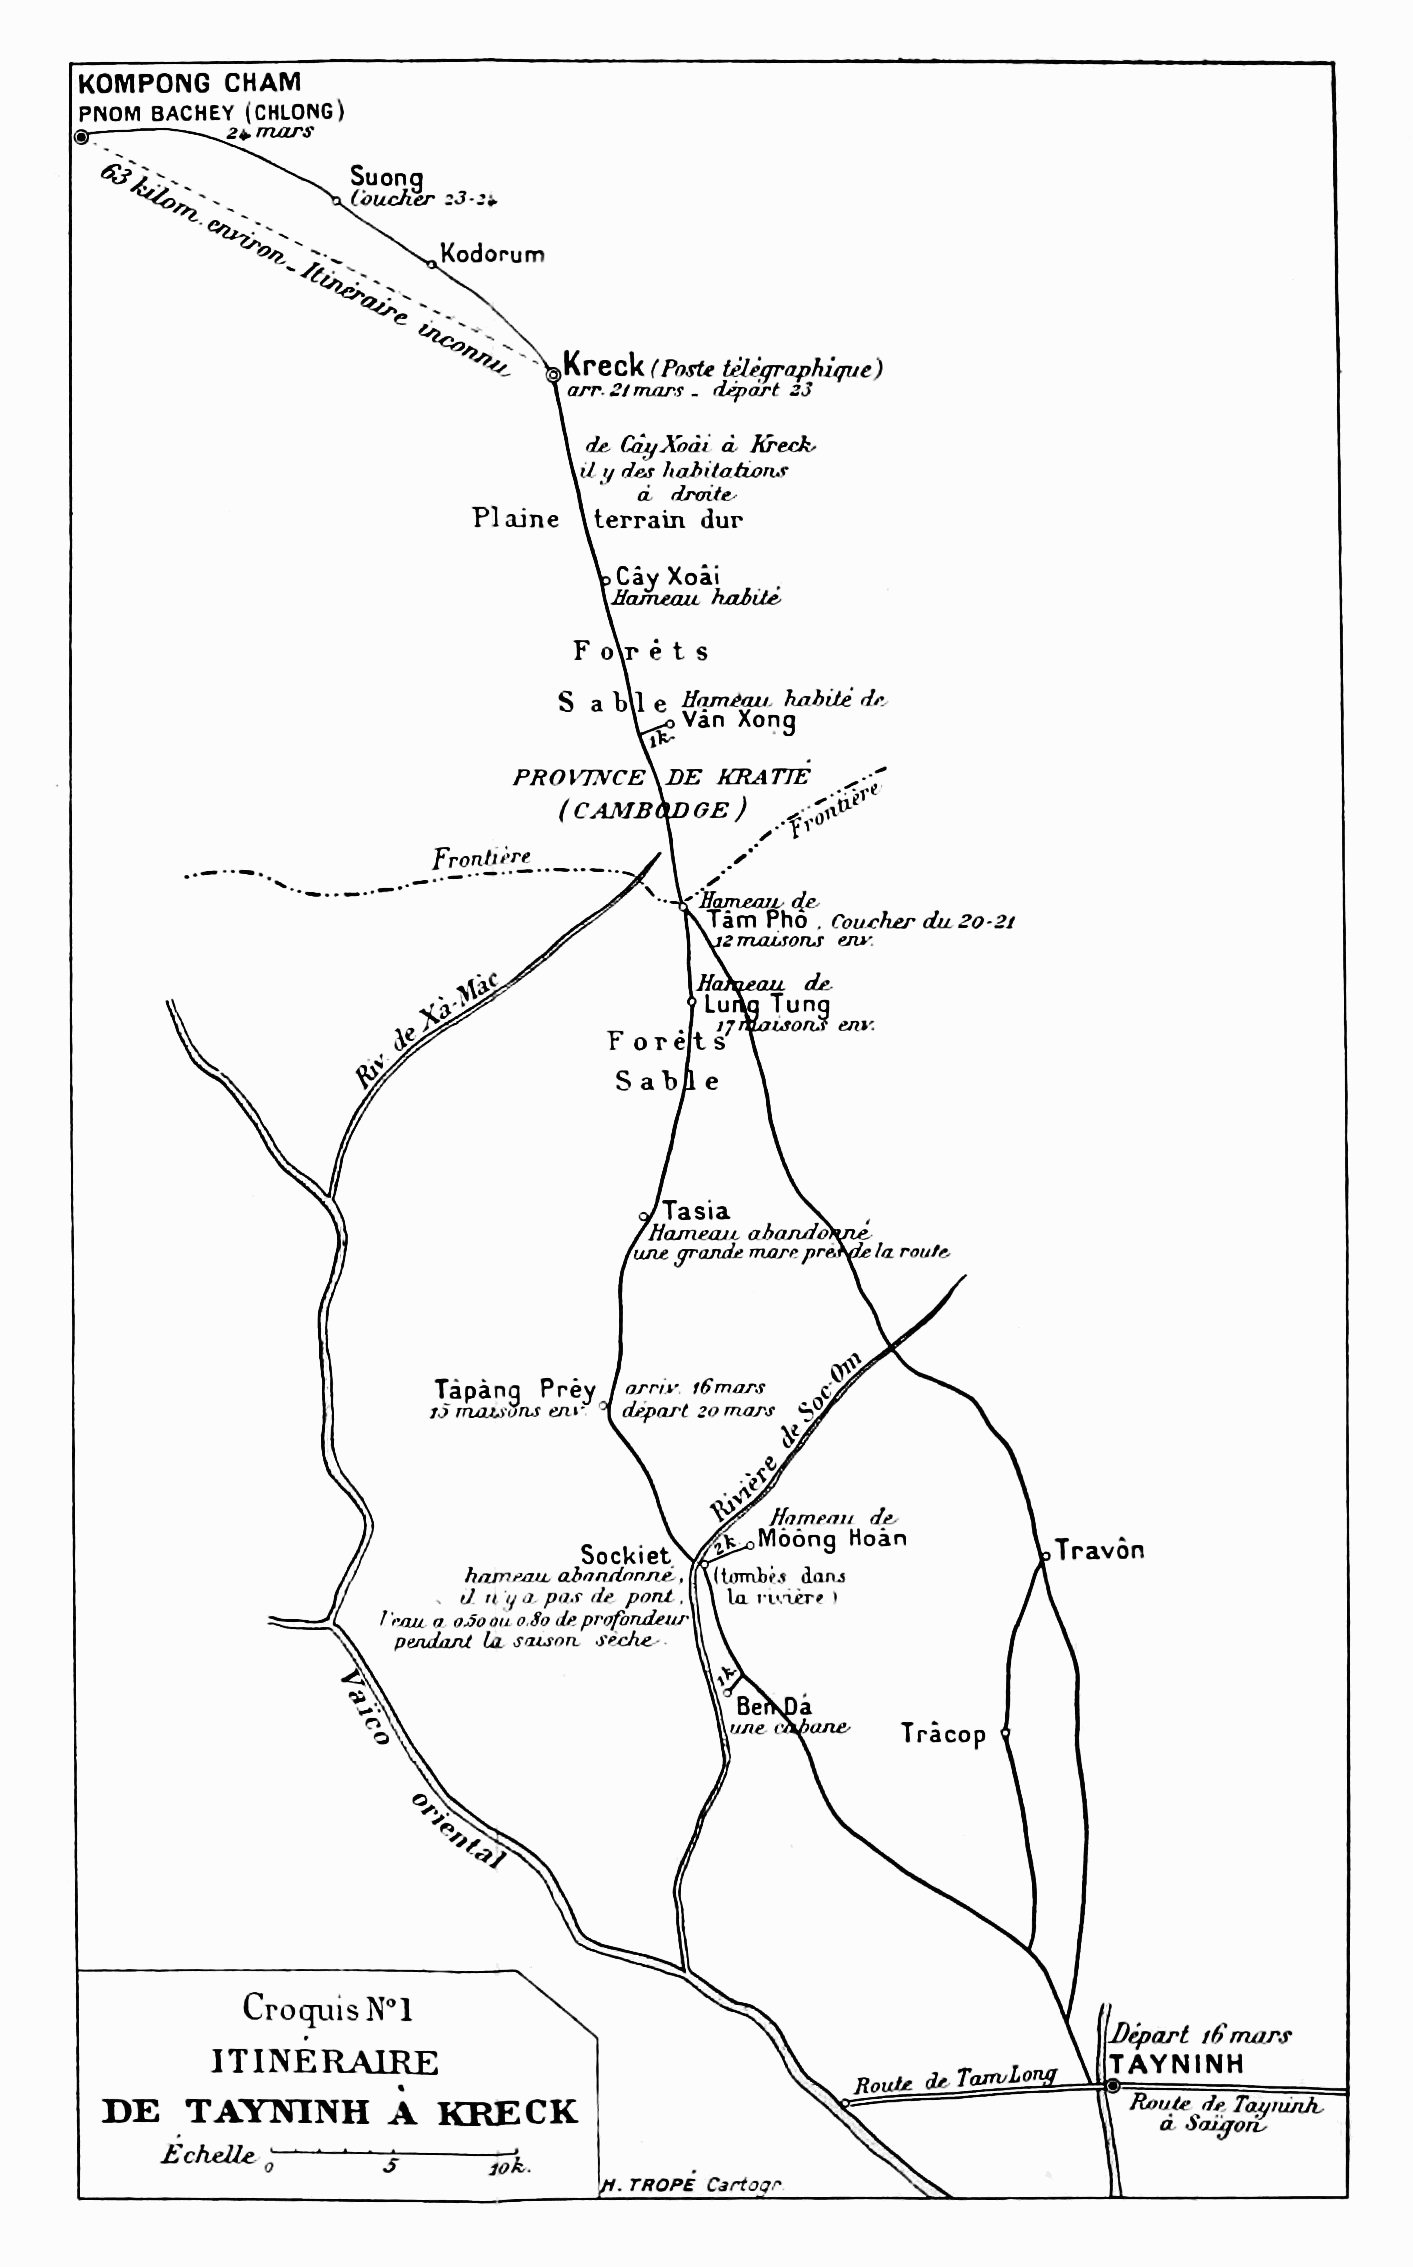 KOMPONG CHAM
PNOM BACHEY (CHLONG)
24 mars
63 kilom. environ - Itinéraire inconnu
Suong
Coucher 23-24
Kodorum
Kreck (Poste télégraphique)
arr. 21 mars - départ 23
de Cây Xoài à Kreck
il y des habitations
à droite
Plaine terrain dur
Cây Xoâi
Hameau habité
Forêts
Sable
Hameau habité de
Vân Xong
1k.
PROVINCE DE KRATIÉ
(CAMBODGE)
Frontière
Frontière
Hameau de
Tâm Phô. Coucher du 20-21
12 maisons env.
Riv. de Xà-Màc
Hameau de
Lung Tung
17 maisons env.
Forêts
Sable
Tasia
Hameau abandonné
une grande mare près de la route
Tâpàng Prêy
15 maisons env.
arriv. 16 mars
départ 20 mars
Rivière de Soc-Om
Hameau de
Môông Hoân
2k.
(tombés dans
la rivière)
Sockiet
hameau abandonné,
il n'y a pas de pont,
l'eau a 0.50 ou 0.80 de profondeur
pendant la saison sèche.
Travôn
1k
Ben Dá
une cabane
Trâcop
Vaïco
oriental
Départ 16 mars
TAYNINH
Route de Tam Long
Route de Tayninh
à Saïgon
Croquis N° 1
ITINÉRAIRE
DE TAYNINH À KRECK
Échelle
0 5 10k.
H. TROPÉ Cartogr.